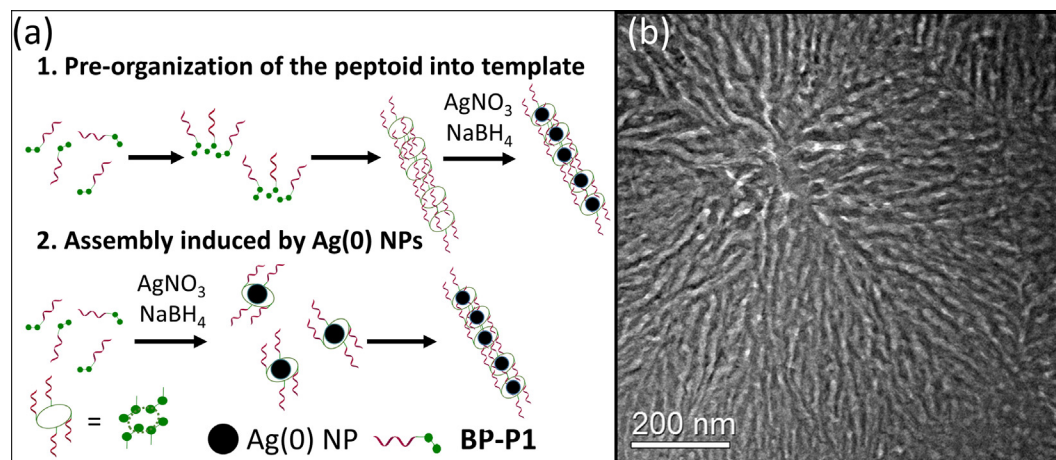 (a)
1. Pre-organization of the peptoid into template
AgNO₃
NaBH₄
2. Assembly induced by Ag(0) NPs
AgNO₃
NaBH₄
=
Ag(0) NP
BP-P1
(b)
200 nm